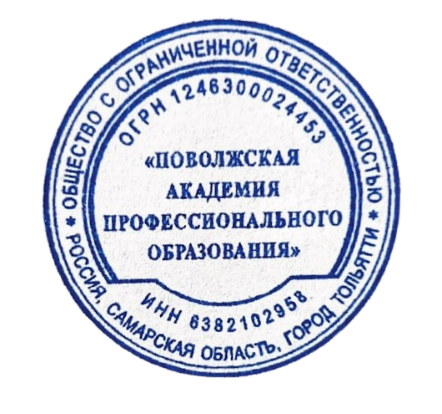 ОБЩЕСТВО С ОГРАНИЧЕННОЙ ОТВЕТСТВЕННОСТЬЮ
* РОССИЯ, САМАРСКАЯ ОБЛАСТЬ, ГОРОД ТОЛЬЯТТИ *
ОГРН 1246300024453
«ПОВОЛЖСКАЯ
АКАДЕМИЯ
ПРОФЕССИОНАЛЬНОГО
ОБРАЗОВАНИЯ»
ИНН 6382102958